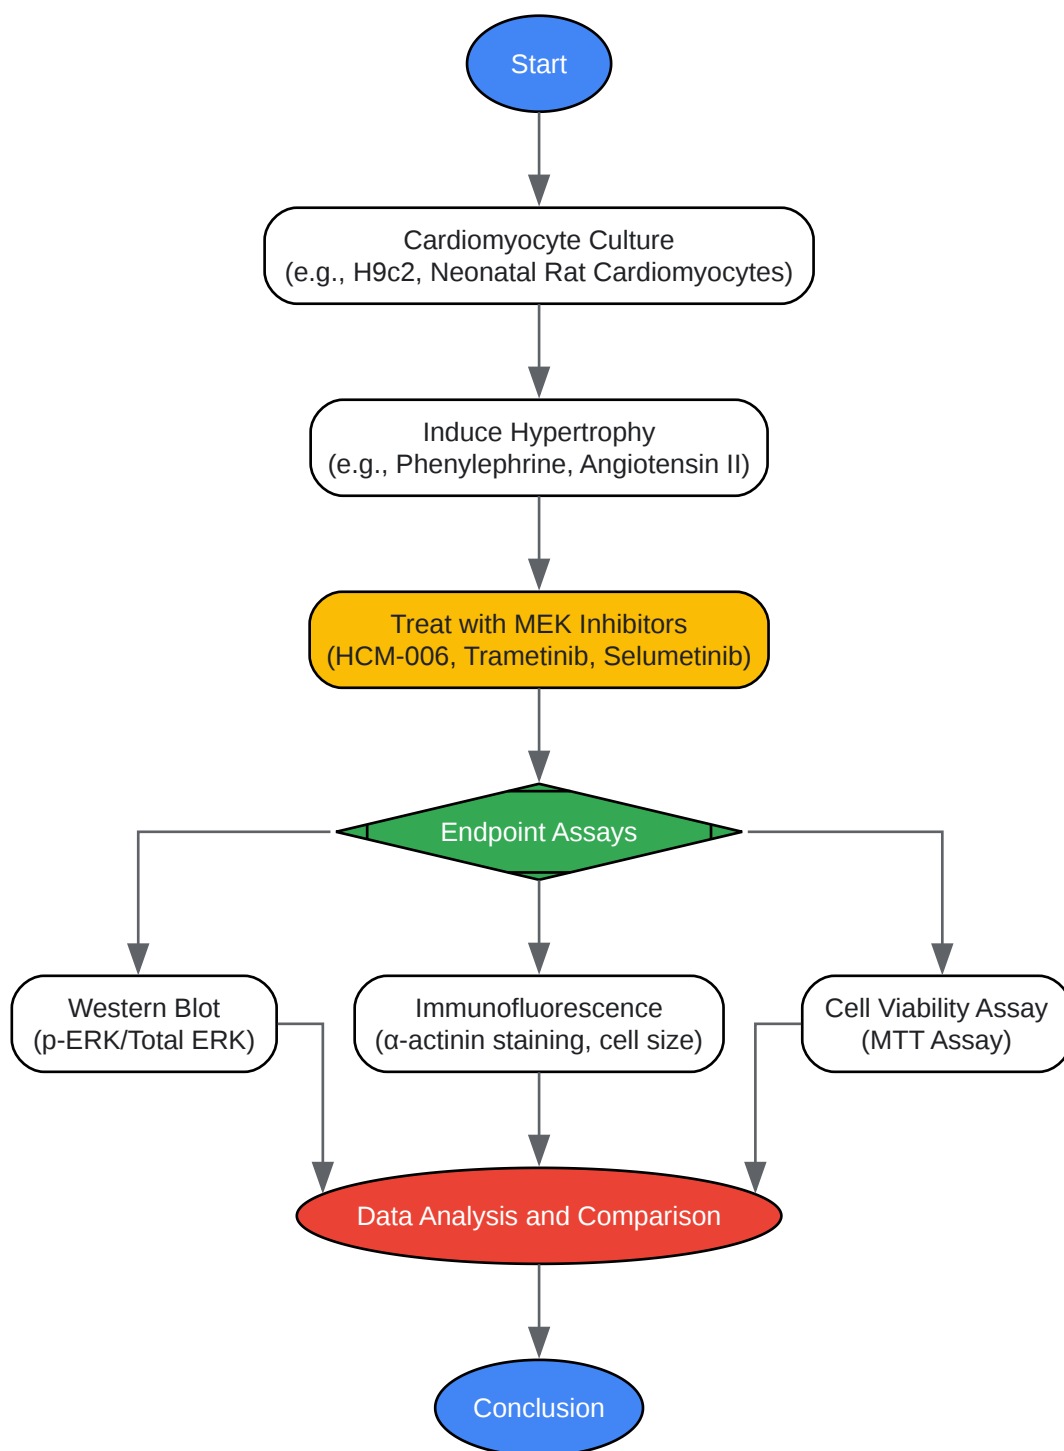 Start
Cardiomyocyte Culture
(e.g., H9c2, Neonatal Rat Cardiomyocytes)
Induce Hypertrophy
(e.g., Phenylephrine, Angiotensin II)
Treat with MEK Inhibitors
(HCM-006, Trametinib, Selumetinib)
Endpoint Assays
Western Blot
(p-ERK/Total ERK)
Immunofluorescence
(α-actinin staining, cell size)
Cell Viability Assay
(MTT Assay)
Data Analysis and Comparison
Conclusion